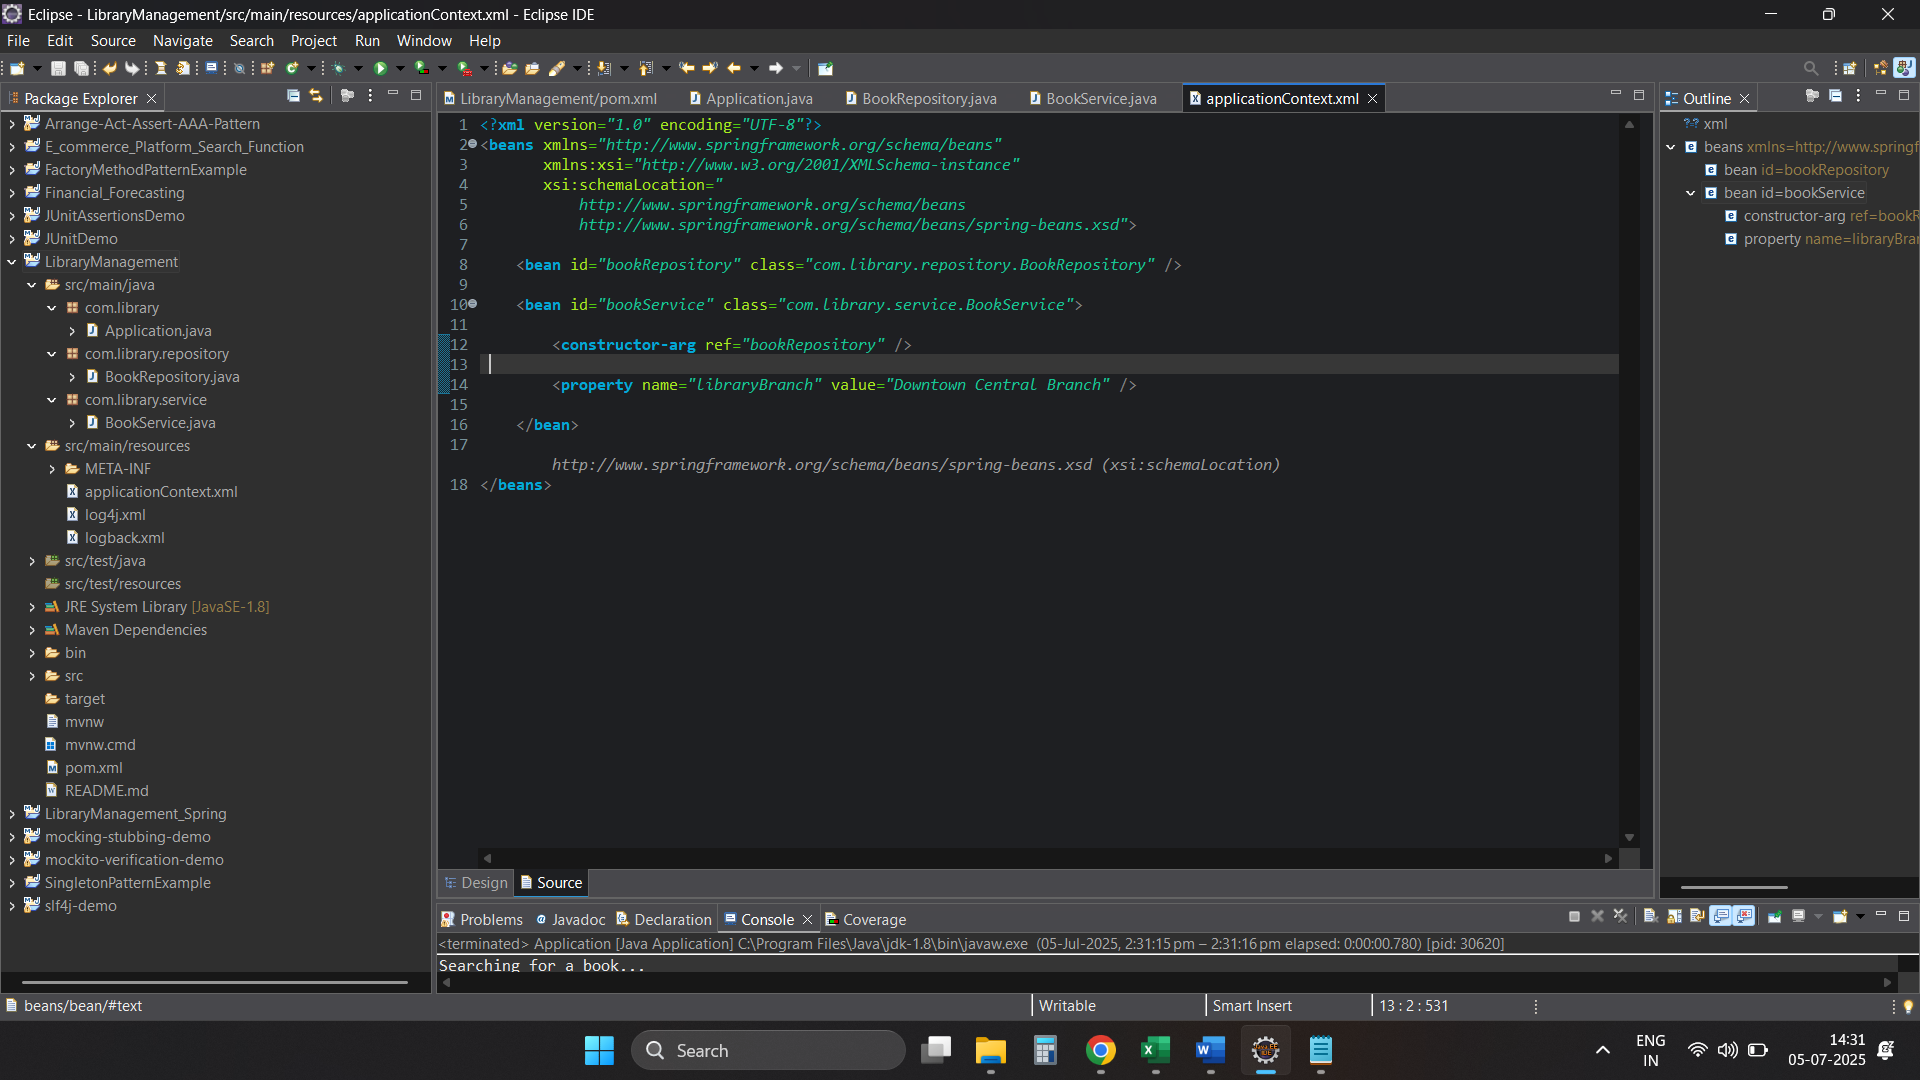 Eclipse - LibraryManagement/src/main/resources/applicationContext.xml - Eclipse IDE
File Edit Source Navigate Search Project Run Window Help
Package Explorer
Arrange-Act-Assert-AAA-Pattern
E_commerce_Platform_Search_Function
FactoryMethodPatternExample
Financial_Forecasting
JUnitAssertionsDemo
JUnitDemo
LibraryManagement
src/main/java
com.library
Application.java
com.library.repository
BookRepository.java
com.library.service
BookService.java
src/main/resources
META-INF
applicationContext.xml
log4j.xml
logback.xml
src/test/java
src/test/resources
JRE System Library [JavaSE-1.8]
Maven Dependencies
bin
src
target
mvnw
mvnw.cmd
pom.xml
README.md
LibraryManagement_Spring
mocking-stubbing-demo
mockito-verification-demo
SingletonPatternExample
slf4j-demo
LibraryManagement/pom.xml Application.java BookRepository.java BookService.java applicationContext.xml
1 <?xml version="1.0" encoding="UTF-8"?>
2 <beans xmlns="http://www.springframework.org/schema/beans"
3 xmlns:xsi="http://www.w3.org/2001/XMLSchema-instance"
4 xsi:schemaLocation="
5 http://www.springframework.org/schema/beans
6 http://www.springframework.org/schema/beans/spring-beans.xsd">
7
8 <bean id="bookRepository" class="com.library.repository.BookRepository" />
9
10 <bean id="bookService" class="com.library.service.BookService">
11
12 <constructor-arg ref="bookRepository" />
13
14 <property name="libraryBranch" value="Downtown Central Branch" />
15
16 </bean>
17
http://www.springframework.org/schema/beans/spring-beans.xsd (xsi:schemaLocation)
18 </beans>
Design Source
Outline
xml
beans xmlns=http://www.springf
bean id=bookRepository
bean id=bookService
constructor-arg ref=bookR
property name=libraryBra
Problems Javadoc Declaration Console Coverage
<terminated> Application [Java Application] C:\Program Files\Java\jdk-1.8\bin\javaw.exe (05-Jul-2025, 2:31:15 pm – 2:31:16 pm elapsed: 0:00:00.780) [pid: 30620]
Searching for a book...
beans/bean/#text Writable Smart Insert 13 : 2 : 531
Search
ENG
IN
14:31
05-07-2025